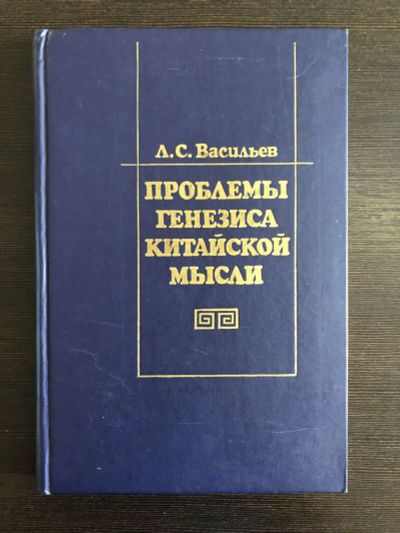 Л.С. Васильев
ПРОБЛЕМЫ
ГЕНЕЗИСА
КИТАЙСКОЙ
МЫСЛИ